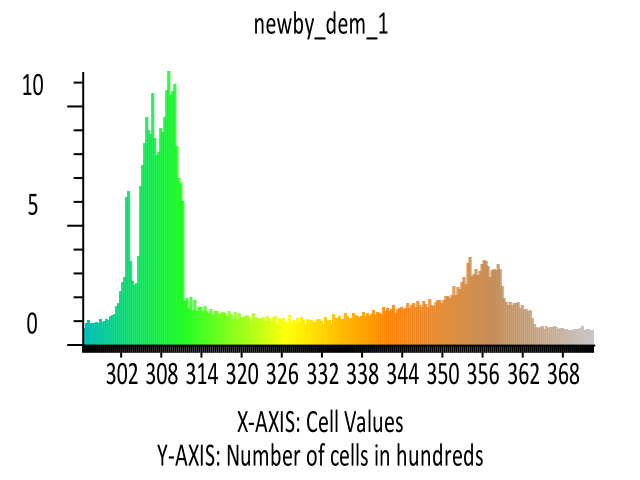 newby_dem_1
10
5
0
302 308 314 320 326 332 338 344 350 356 362 368
X-AXIS: Cell Values
Y-AXIS: Number of cells in hundreds